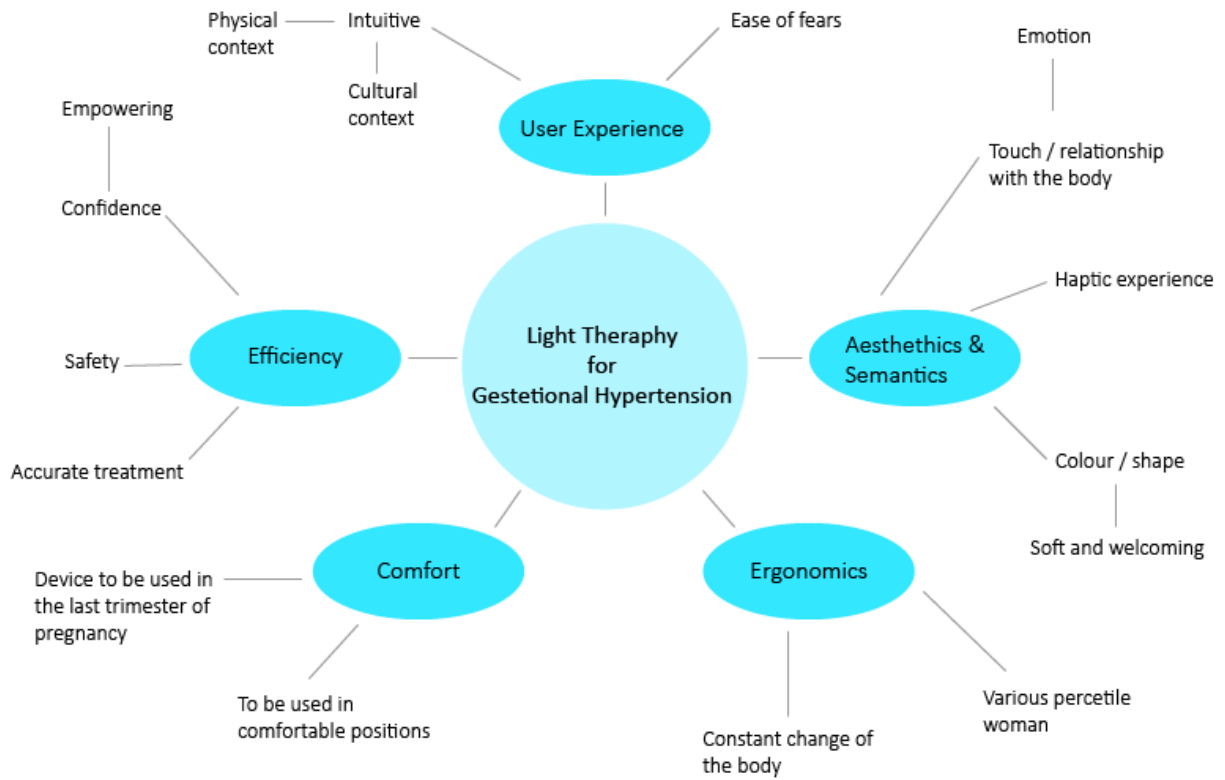 Physical
context
Intuitive
Cultural
context
Ease of fears
User Experience
Emotion
Touch / relationship
with the body
Haptic experience
Aesthethics &
Semantics
Colour / shape
Soft and welcoming
Empowering
Confidence
Efficiency
Safety
Accurate treatment
Light Theraphy
for
Gestetional Hypertension
Comfort
Device to be used in
the last trimester of
pregnancy
To be used in
comfortable positions
Ergonomics
Constant change of
the body
Various percetile
woman